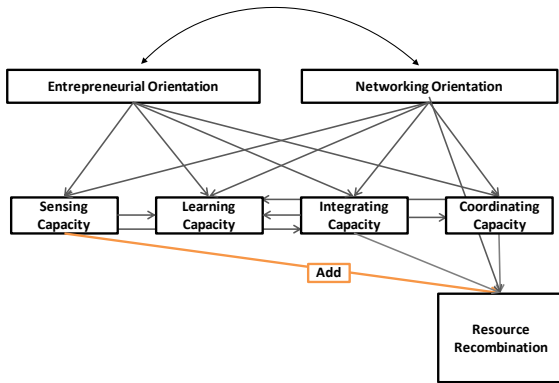 Entrepreneurial Orientation
Networking Orientation
Sensing
Capacity
Learning
Capacity
Integrating
Capacity
Coordinating
Capacity
Add
Resource
Recombination